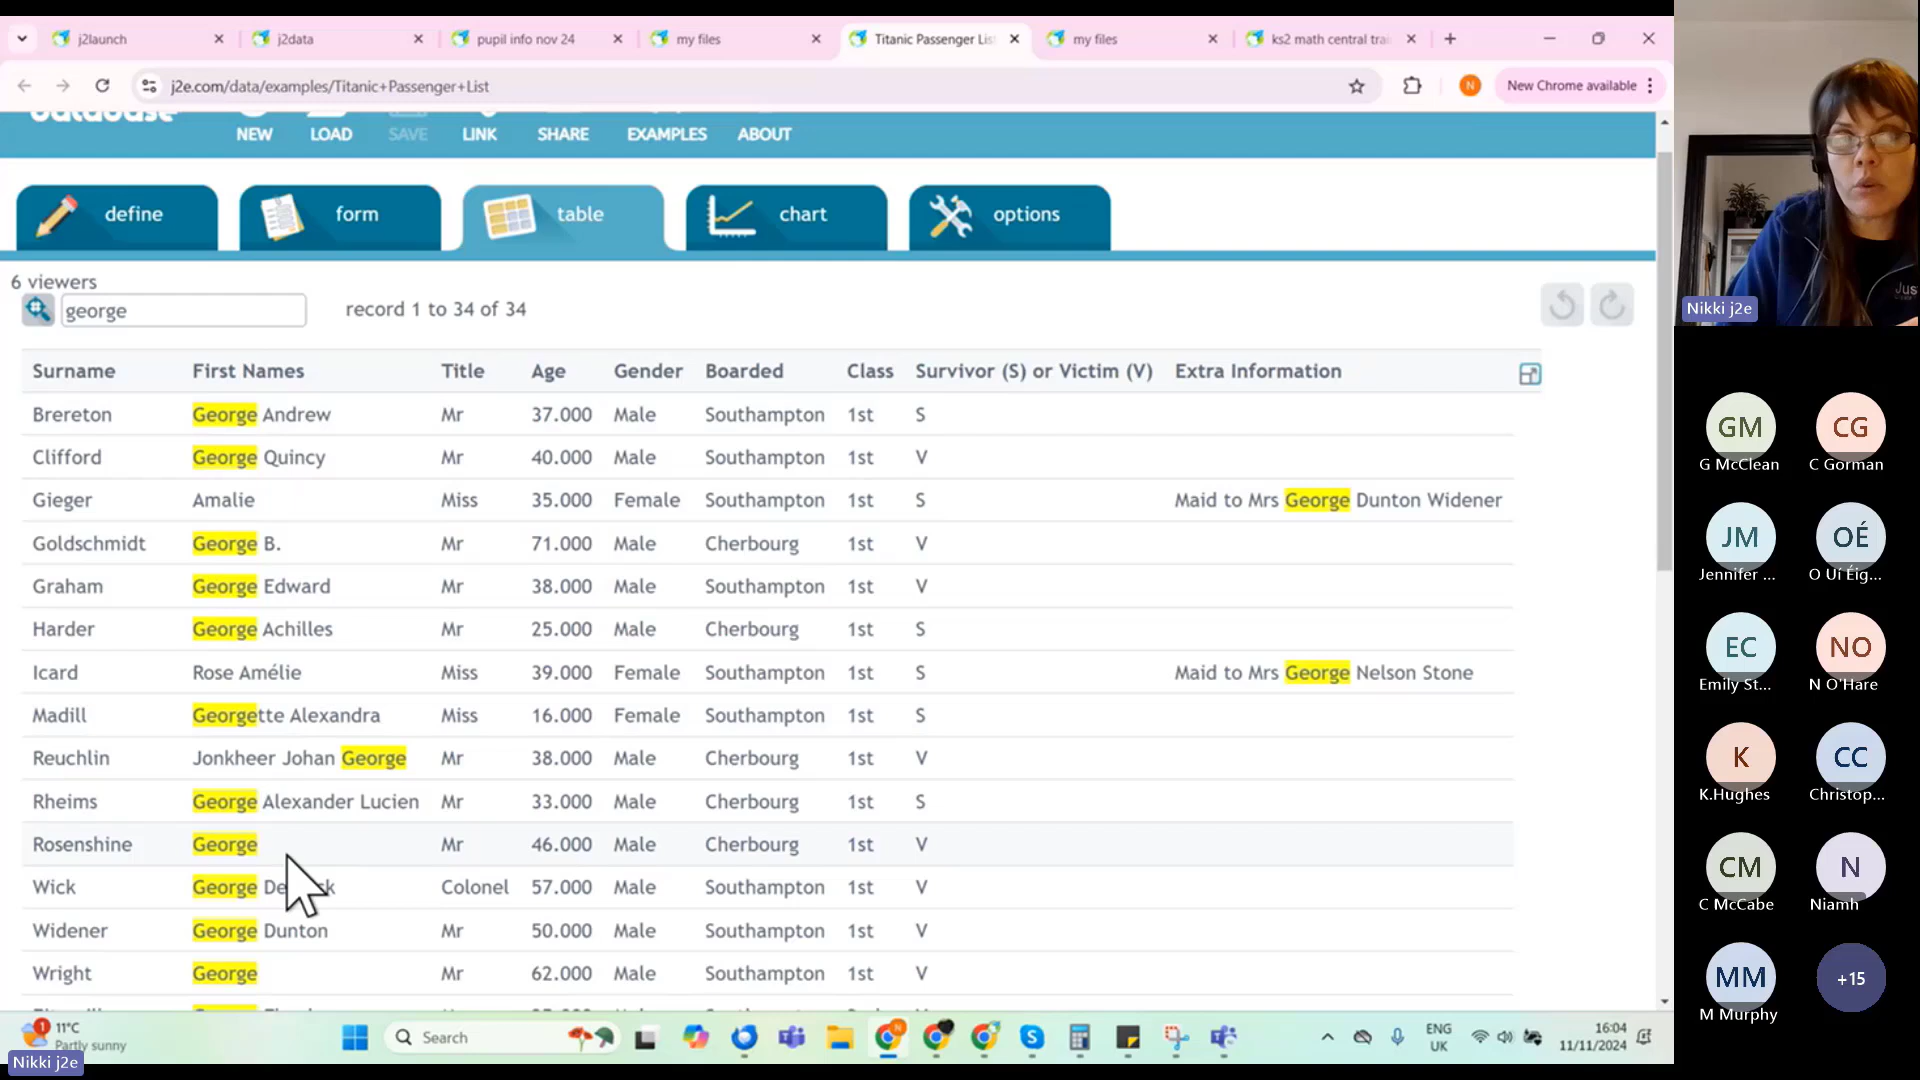 j2launch
j2data
pupil info nov 24
my files
Titanic Passenger Lis
my files
ks2 math central trai
j2e.com/data/examples/Titanic+Passenger+List
N
New Chrome available
database
NEW
LOAD
SAVE
LINK
SHARE
EXAMPLES
ABOUT
define
form
table
chart
options
6 viewers
george
record 1 to 34 of 34
Surname First Names Title Age Gender Boarded Class Survivor (S) or Victim (V) Extra Information
Brereton George Andrew Mr 37.000 Male Southampton 1st S
Clifford George Quincy Mr 40.000 Male Southampton 1st V
Gieger Amalie Miss 35.000 Female Southampton 1st S Maid to Mrs George Dunton Widener
Goldschmidt George B. Mr 71.000 Male Cherbourg 1st V
Graham George Edward Mr 38.000 Male Southampton 1st V
Harder George Achilles Mr 25.000 Male Cherbourg 1st S
Icard Rose Amélie Miss 39.000 Female Southampton 1st S Maid to Mrs George Nelson Stone
Madill Georgette Alexandra Miss 16.000 Female Southampton 1st S
Reuchlin Jonkheer Johan George Mr 38.000 Male Cherbourg 1st V
Rheims George Alexander Lucien Mr 33.000 Male Cherbourg 1st S
Rosenshine George Mr 46.000 Male Cherbourg 1st V
Wick George Colonel 57.000 Male Southampton 1st V
Widener George Dunton Mr 50.000 Male Southampton 1st V
Wright George Mr 62.000 Male Southampton 1st V
1
11°C
Partly sunny
Search
N
ENG
UK
16:04
11/11/2024
Nikki j2e
Jus
Nikki j2e
GM
G McClean
CG
C Gorman
JM
Jennifer ...
OÉ
O Uí Éig...
EC
Emily St...
NO
N O'Hare
K
K.Hughes
CC
Christop...
CM
C McCabe
N
Niamh
MM
M Murphy
+15